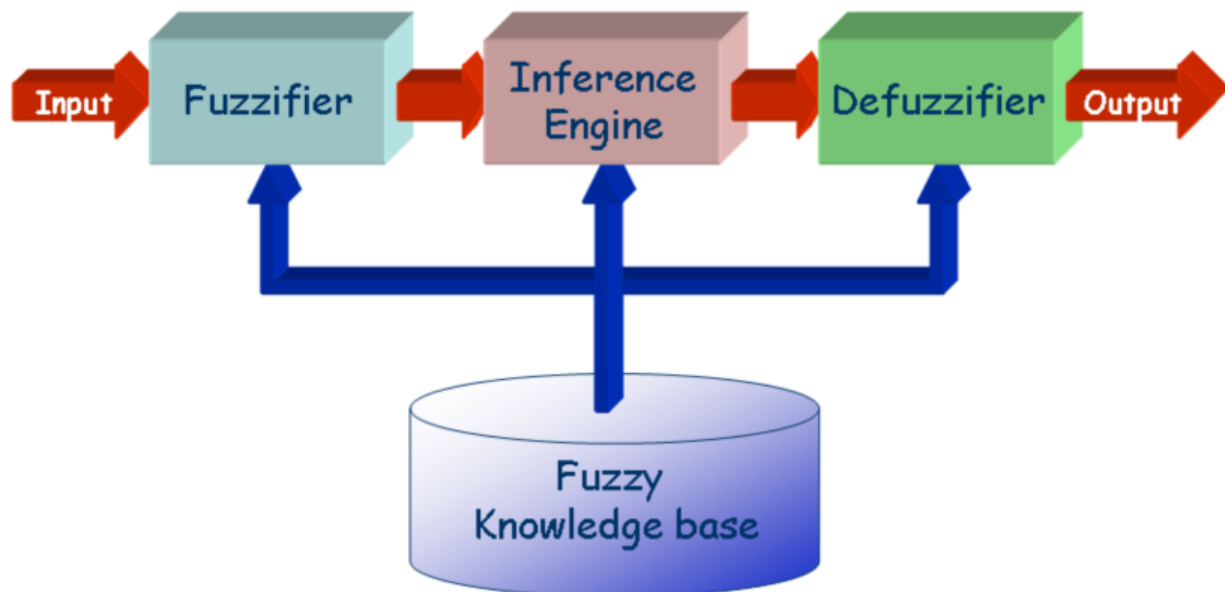 Input
Fuzzifier
Inference
Engine
Defuzzifier
Output
Fuzzy
Knowledge base